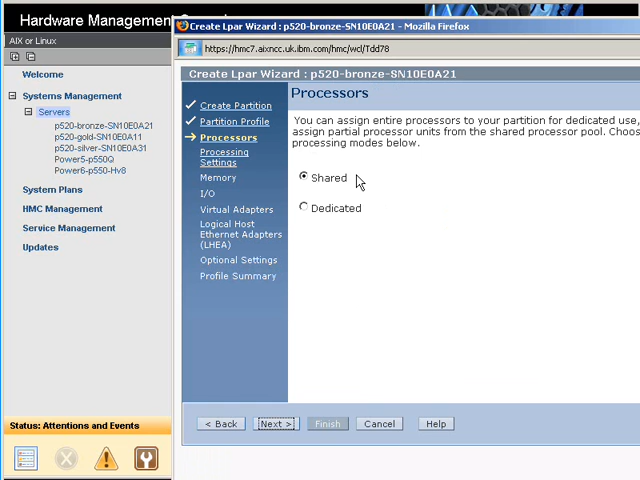 Hardware Management
Create Lpar Wizard : p520-bronze-SN10E0A21 - Mozilla Firefox
AIX or Linux
https://hmc7.aixncc.uk.ibm.com/hmc/wcl/Tdd78
Welcome
Systems Management
Servers
p520-bronze-SN10E0A21
p520-gold-SN10E0A11
p520-silver-SN10E0A31
Power5-p550Q
Power6-p550-Hv8
System Plans
HMC Management
Service Management
Updates
Status: Attentions and Events
Create Lpar Wizard : p520-bronze-SN10E0A21
Create Partition
Partition Profile
Processors
Processing
Settings
Memory
I/O
Virtual Adapters
Logical Host
Ethernet Adapters
(LHEA)
Optional Settings
Profile Summary
Processors
You can assign entire processors to your partition for dedicated use,
assign partial processor units from the shared processor pool. Choos
processing modes below.
Shared
Dedicated
< Back
Next >
Finish
Cancel
Help